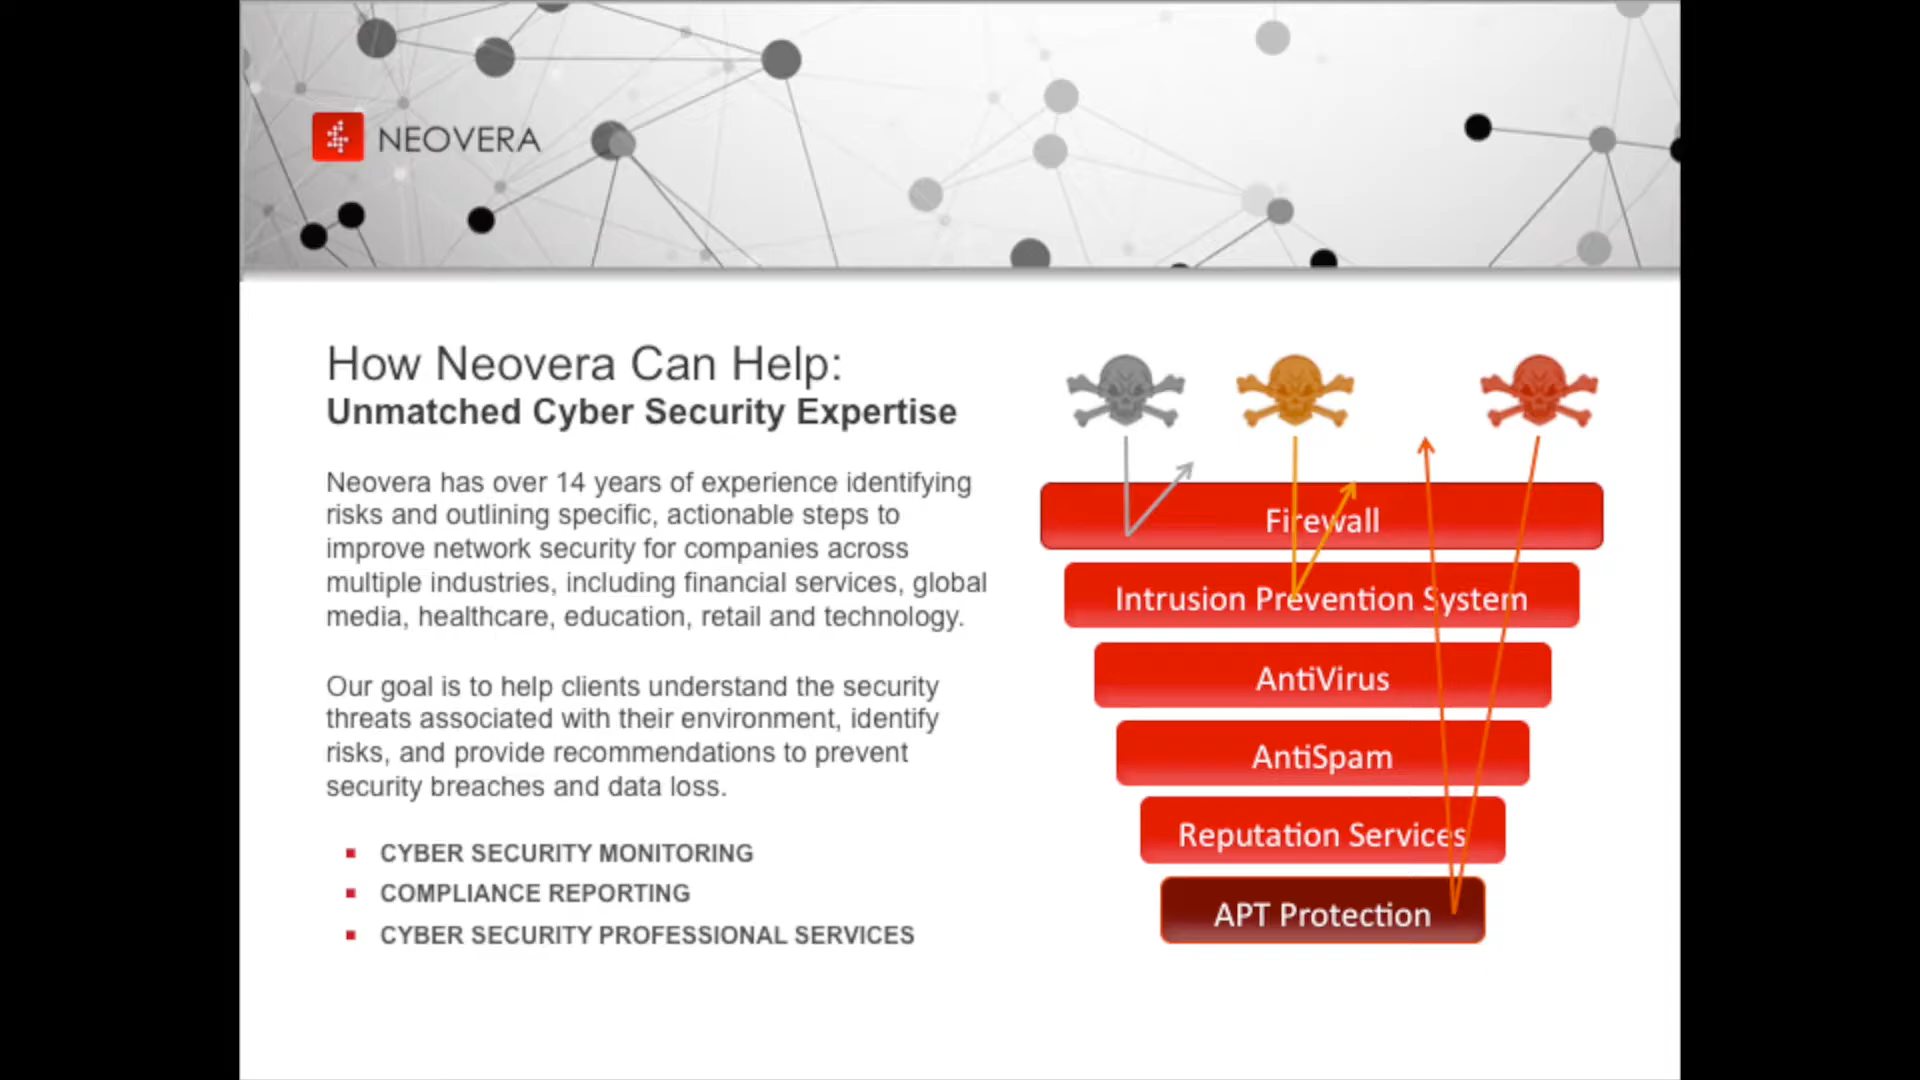 NEOVERA
How Neovera Can Help:
Unmatched Cyber Security Expertise
Neovera has over 14 years of experience identifying
risks and outlining specific, actionable steps to
improve network security for companies across
multiple industries, including financial services, global
media, healthcare, education, retail and technology.
Our goal is to help clients understand the security
threats associated with their environment, identify
risks, and provide recommendations to prevent
security breaches and data loss.
CYBER SECURITY MONITORING
COMPLIANCE REPORTING
CYBER SECURITY PROFESSIONAL SERVICES
Firewall
Intrusion Prevention System
AntiVirus
AntiSpam
Reputation Services
APT Protection